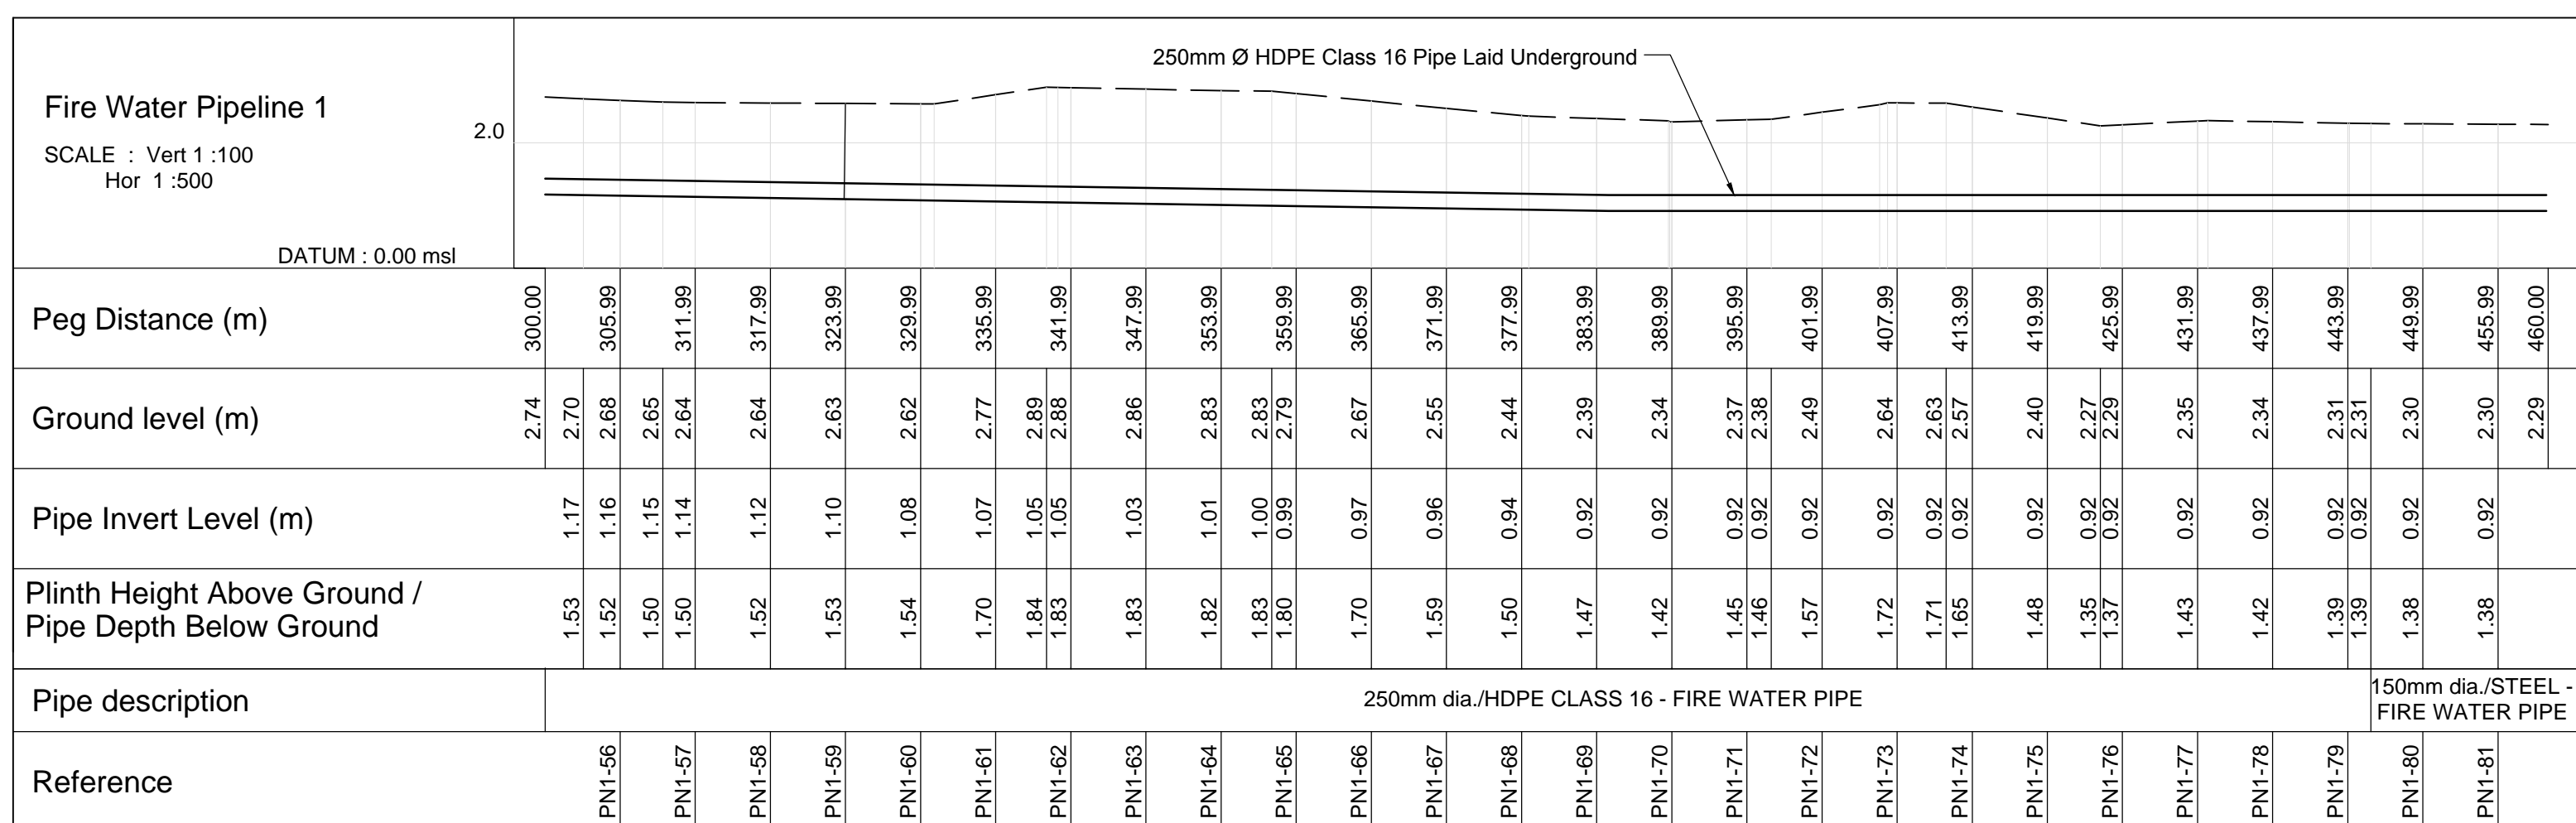 250mm Ø HDPE Class 16 Pipe Laid Underground
Fire Water Pipeline 1
2.0
SCALE : Vert 1 :100
Hor 1 :500
DATUM : 0.00 msl
Peg Distance (m) 300.00 305.99 311.99 317.99 323.99 329.99 335.99 341.99 347.99 353.99 359.99 365.99 371.99 377.99 383.99 389.99 395.99 401.99 407.99 413.99 419.99 425.99 431.99 437.99 443.99 449.99 455.99 460.00
Ground level (m) 2.74 2.70 2.68 2.65 2.64 2.64 2.63 2.62 2.77 2.89 2.88 2.86 2.83 2.83 2.79 2.67 2.55 2.44 2.39 2.34 2.37 2.38 2.49 2.64 2.63 2.57 2.40 2.27 2.29 2.35 2.34 2.31 2.31 2.30 2.30 2.29
Pipe Invert Level (m) 1.17 1.16 1.15 1.14 1.12 1.10 1.08 1.07 1.05 1.05 1.03 1.01 1.00 0.99 0.97 0.96 0.94 0.92 0.92 0.92 0.92 0.92 0.92 0.92 0.92 0.92 0.92 0.92 0.92 0.92 0.92 0.92 0.92 0.92
Plinth Height Above Ground /
Pipe Depth Below Ground 1.53 1.52 1.50 1.50 1.52 1.53 1.54 1.70 1.84 1.83 1.83 1.82 1.83 1.80 1.70 1.59 1.50 1.47 1.42 1.45 1.46 1.57 1.72 1.71 1.65 1.48 1.35 1.37 1.43 1.42 1.39 1.39 1.38 1.38
Pipe description 250mm dia./HDPE CLASS 16 - FIRE WATER PIPE
150mm dia./STEEL -
FIRE WATER PIPE
Reference PN1-56 PN1-57 PN1-58 PN1-59 PN1-60 PN1-61 PN1-62 PN1-63 PN1-64 PN1-65 PN1-66 PN1-67 PN1-68 PN1-69 PN1-70 PN1-71 PN1-72 PN1-73 PN1-74 PN1-75 PN1-76 PN1-77 PN1-78 PN1-79 PN1-80 PN1-81